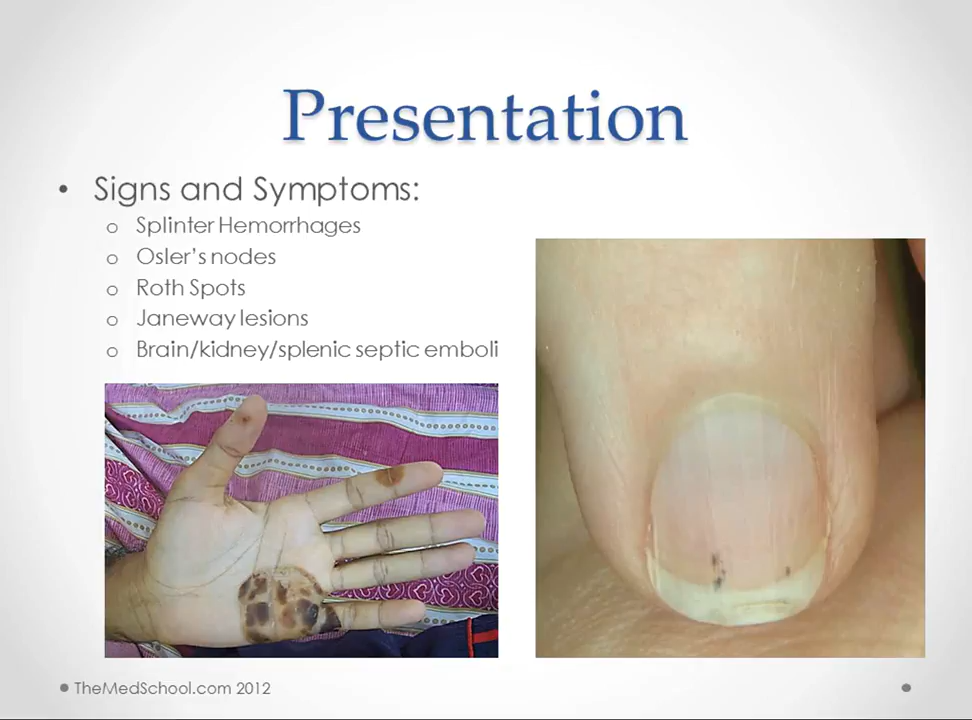 Presentation
• Signs and Symptoms:
o Splinter Hemorrhages
o Osler's nodes
o Roth Spots
o Janeway lesions
o Brain/kidney/splenic septic emboli
TheMedSchool.com 2012